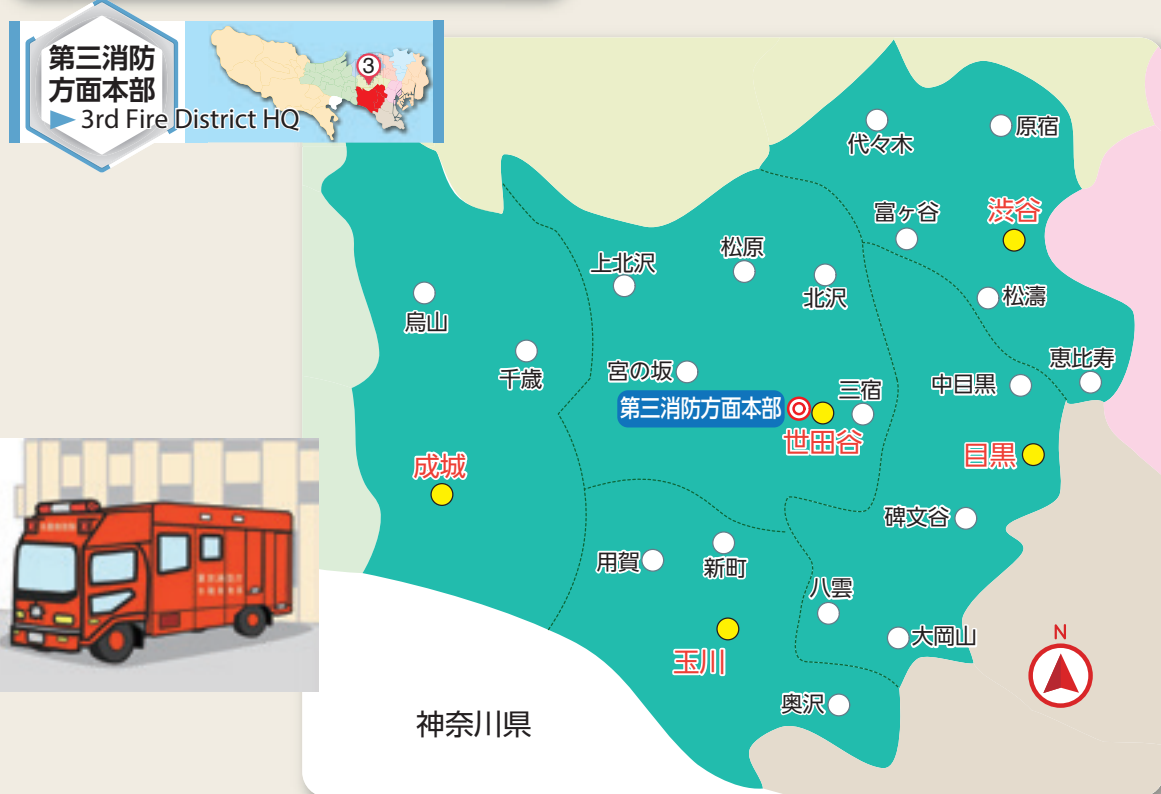 第三消防
方面本部
3rd Fire District HQ
3
代々木
原宿
富ヶ谷
渋谷
松原
上北沢
北沢
松濤
烏山
恵比寿
千歳
宮の坂
中目黒
三宿
第三消防方面本部
世田谷
目黒
成城
碑文谷
用賀
新町
八雲
大岡山
N
玉川
奥沢
神奈川県